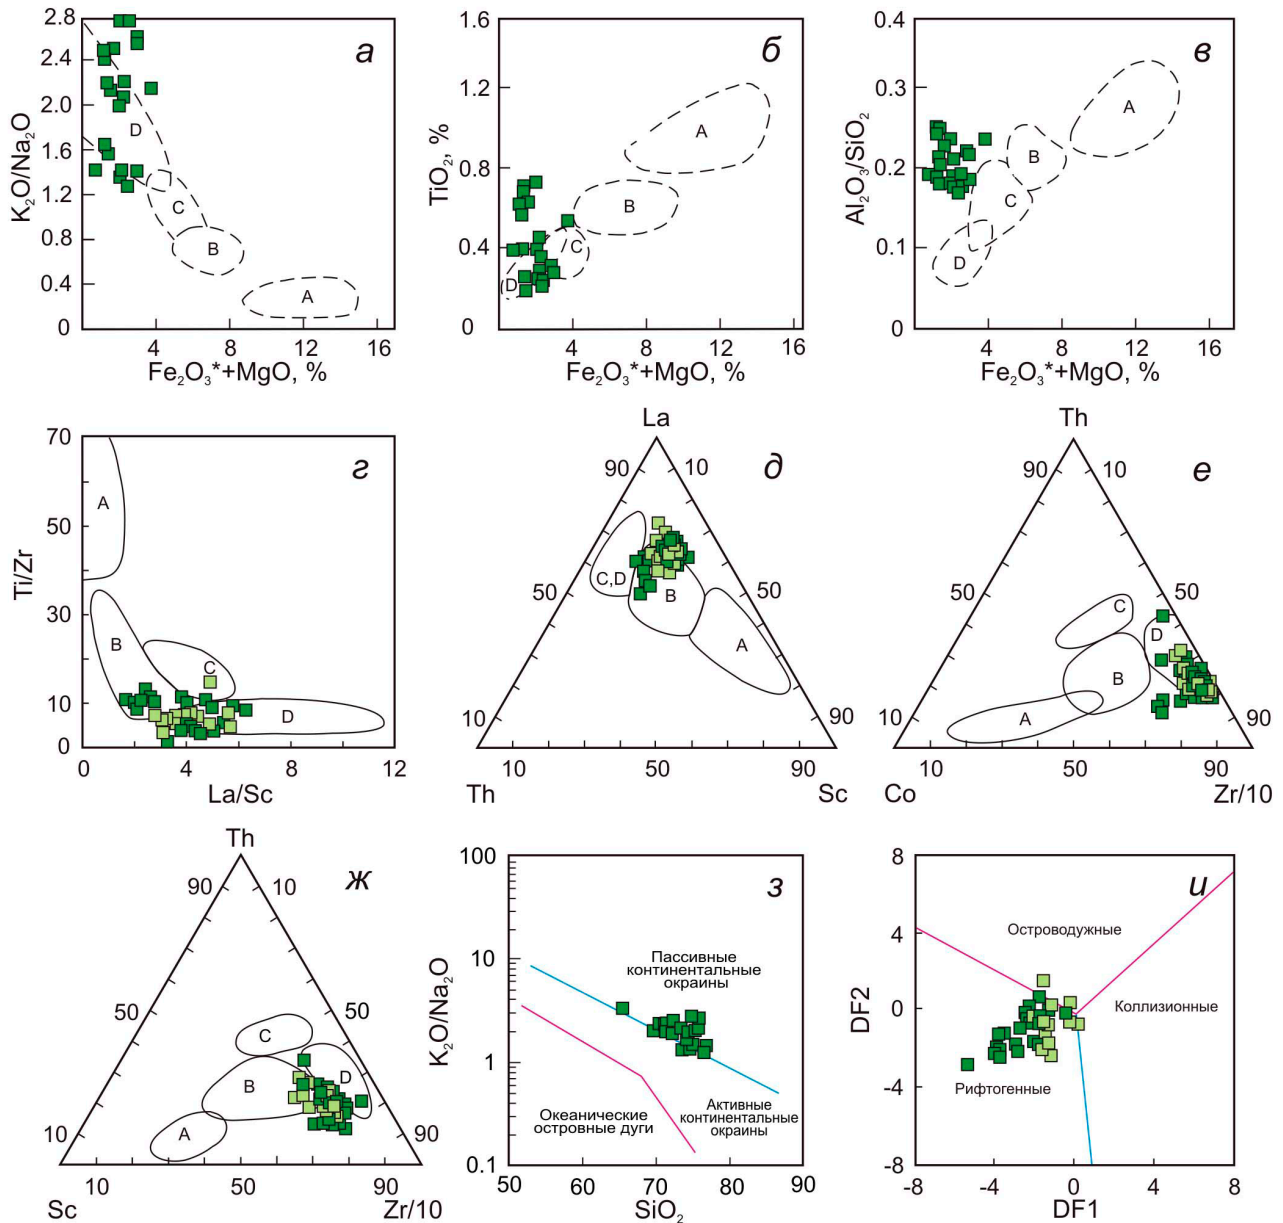 а
K₂O/Na₂O
2.8
2.4
2.0
1.6
1.2
0.8
0.4
0
D
C
B
A
4 8 12 16
Fe₂O₃*+MgO, %
б
TiO₂, %
1.6
1.2
0.8
0.4
0
A
B
C
D
4 8 12 16
Fe₂O₃*+MgO, %
в
Al₂O₃/SiO₂
0.4
0.3
0.2
0.1
0
A
B
C
D
4 8 12 16
Fe₂O₃*+MgO, %
г
Ti/Zr
70
50
30
10
0
A
B
C
D
0 4 8 12
La/Sc
La
д
90 10
C,D
50 50
B
A
10 90
10 50 90
Th Sc
Th
е
90 10
50 50
C
D
B
A
10 90
10 50 90
Co Zr/10
Th
ж
90 10
50 50
C
B D
A
10 90
10 50 90
Sc Zr/10
з
K₂O/Na₂O
100
10
1
0.1
Пассивные
континентальные
окраины
Океанические
островные дуги
Активные
континентальные
окраины
50 60 70 80 90
SiO₂
и
DF2
8
4
0
-4
-8
Островодужные
Коллизионные
Рифтогенные
-8 -4 0 4 8
DF1